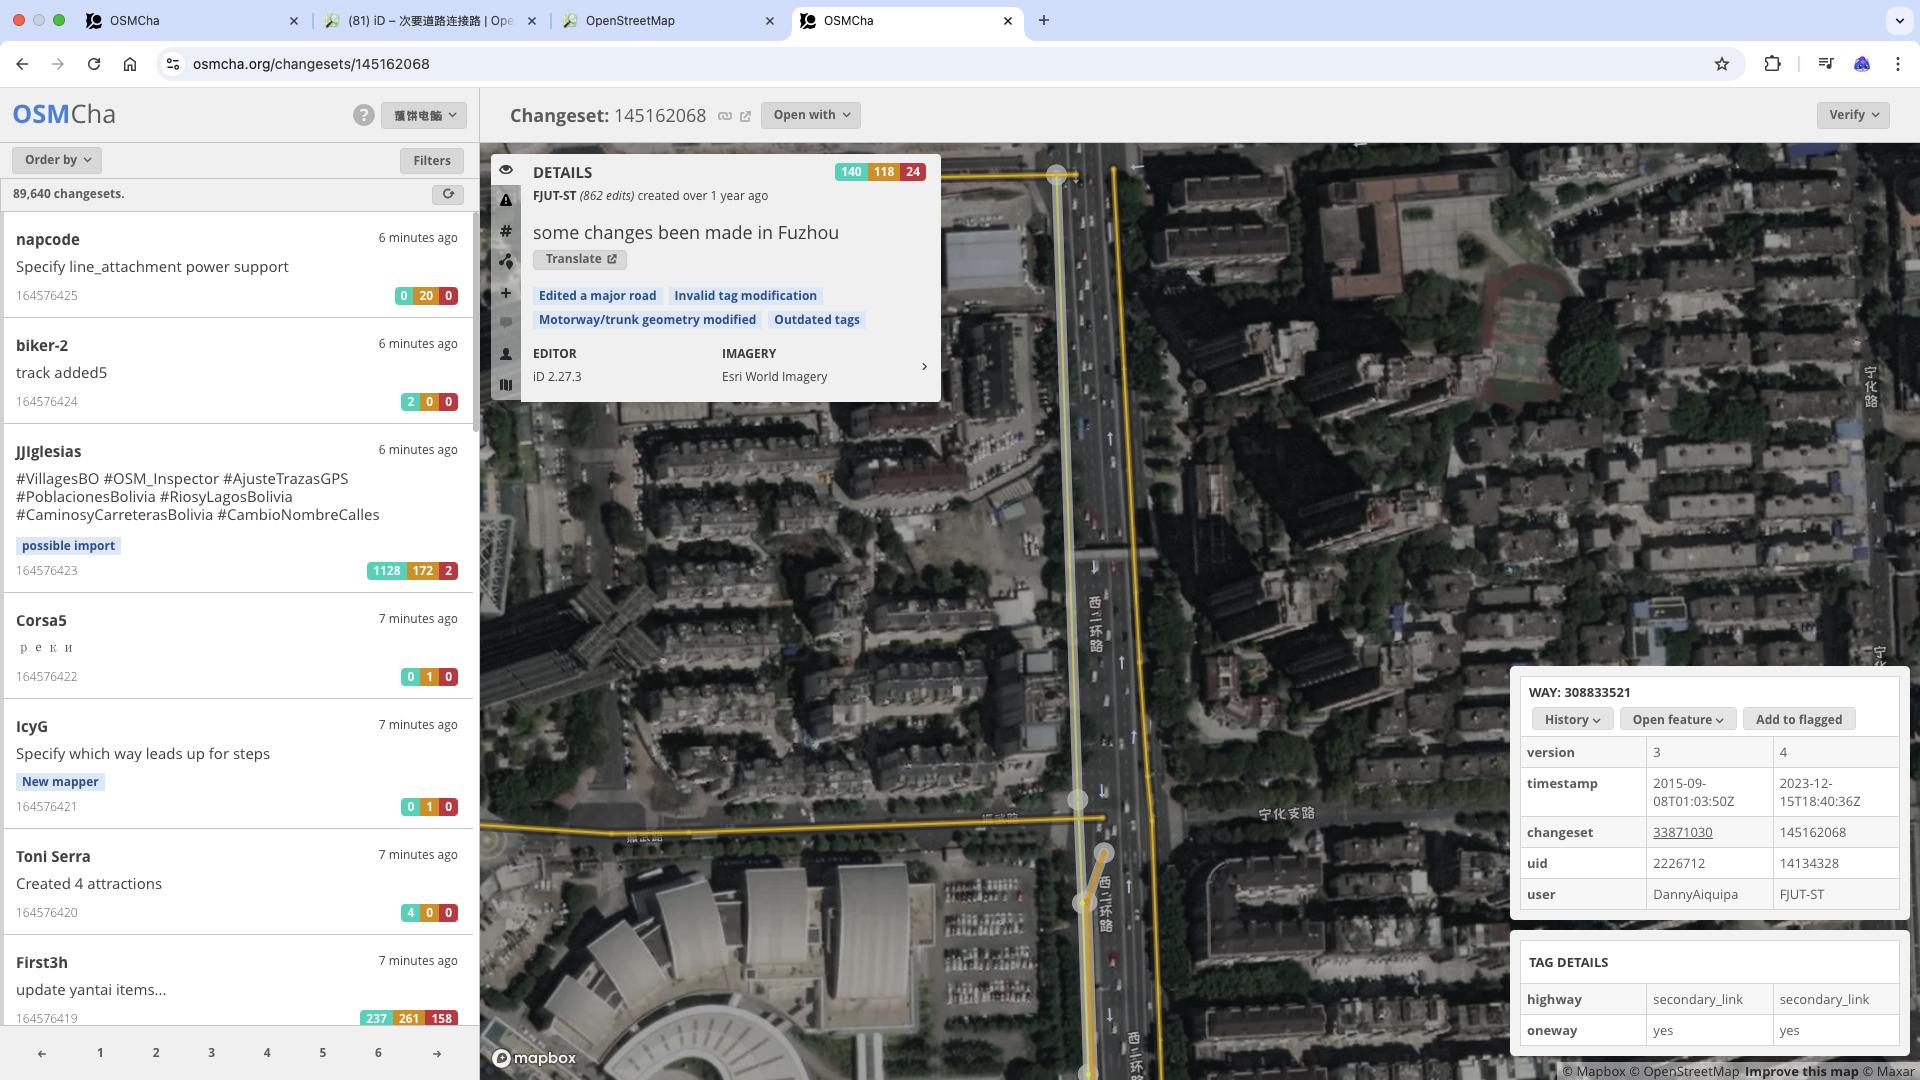 OSMCha
(81) iD – 次要道路连接路 | Ope
OpenStreetMap
OSMCha
osmcha.org/changesets/145162068
OSMCha
?
Changeset: 145162068
Open with
Verify
Order by
Filters
89,640 changesets.
napcode
6 minutes ago
Specify line_attachment power support
164576425
0 20 0
biker-2
6 minutes ago
track added5
164576424
2 0 0
JJIglesias
6 minutes ago
#VillagesBO #OSM_Inspector #AjusteTrazasGPS
#PoblacionesBolivia #RiosyLagosBolivia
#CaminosyCarreterasBolivia #CambioNombreCalles
possible import
164576423
1128 172 2
Corsa5
7 minutes ago
р е к и
164576422
0 1 0
IcyG
7 minutes ago
Specify which way leads up for steps
New mapper
164576421
0 1 0
Toni Serra
7 minutes ago
Created 4 attractions
164576420
4 0 0
First3h
7 minutes ago
update yantai items...
164576419
237 261 158
1 2 3 4 5 6
DETAILS
140 118 24
FJUT-ST (862 edits) created over 1 year ago
some changes been made in Fuzhou
Translate
Edited a major road
Invalid tag modification
Motorway/trunk geometry modified
Outdated tags
EDITOR
IMAGERY
iD 2.27.3
Esri World Imagery
宁化路
西二环路
宁化支路
西二环路
西二
mapbox
WAY: 308833521
History
Open feature
Add to flagged
version 3 4
timestamp 2015-09-08T01:03:50Z 2023-12-15T18:40:36Z
changeset 33871030 145162068
uid 2226712 14134328
user DannyAiquipa FJUT-ST
TAG DETAILS
highway secondary_link secondary_link
oneway yes yes
© Mapbox © OpenStreetMap Improve this map © Maxar